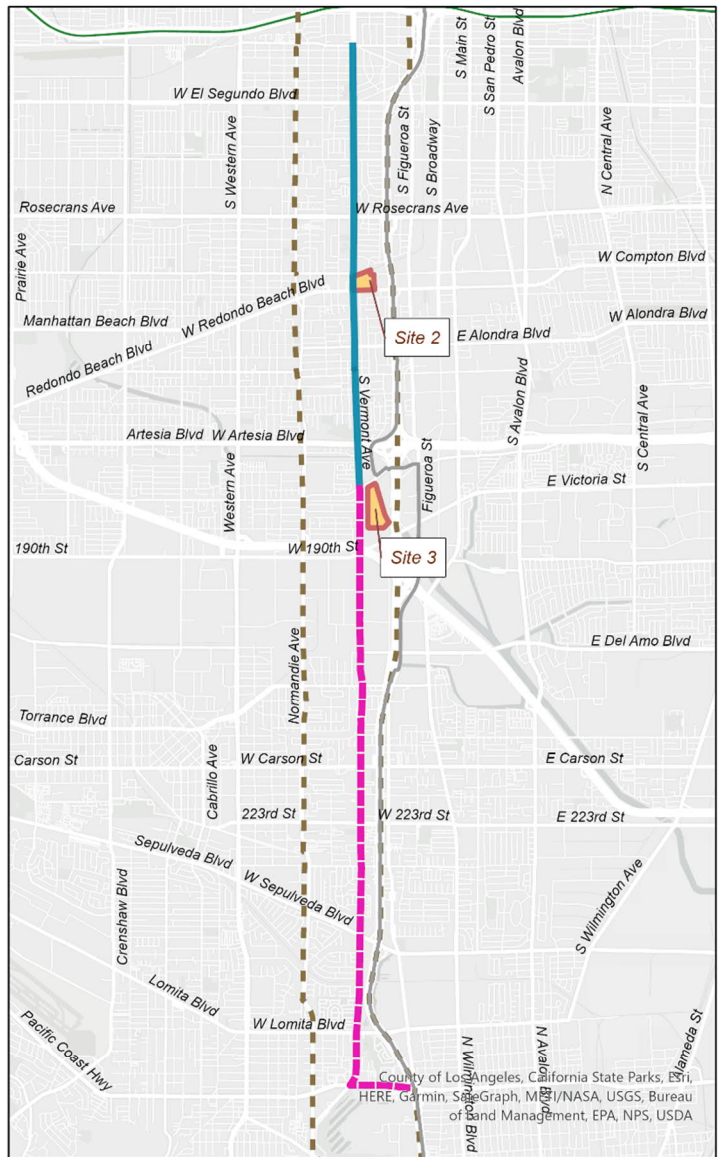 S Main St
S San Pedro St
Avalon Blvd
W El Segundo Blvd
S Western Ave
S Figueroa St
S Broadway
N Central Ave
Rosecrans Ave
W Rosecrans Ave
Prairie Ave
W Compton Blvd
W Redondo Beach Blvd
Manhattan Beach Blvd
W Alondra Blvd
Site 2
E Alondra Blvd
Redondo Beach Blvd
S Vermont Ave
S Avalon Blvd
S Central Ave
Artesia Blvd
W Artesia Blvd
Figueroa St
Western Ave
E Victoria St
190th St
W 190th St
Site 3
E Del Amo Blvd
Normandie Ave
Torrance Blvd
Carson St
Cabrillo Ave
W Carson St
E Carson St
223rd St
W 223rd St
E 223rd St
Sepulveda Blvd
W Sepulveda Blvd
Crenshaw Blvd
S Wilmington Ave
Lomita Blvd
W Lomita Blvd
Pacific Coast Hwy
N Wilmington Blvd
N Avalon Blvd
Alameda St
County of Los Angeles, California State Parks, Esri,
HERE, Garmin, SafeGraph, METI/NASA, USGS, Bureau
of Land Management, EPA, NPS, USDA